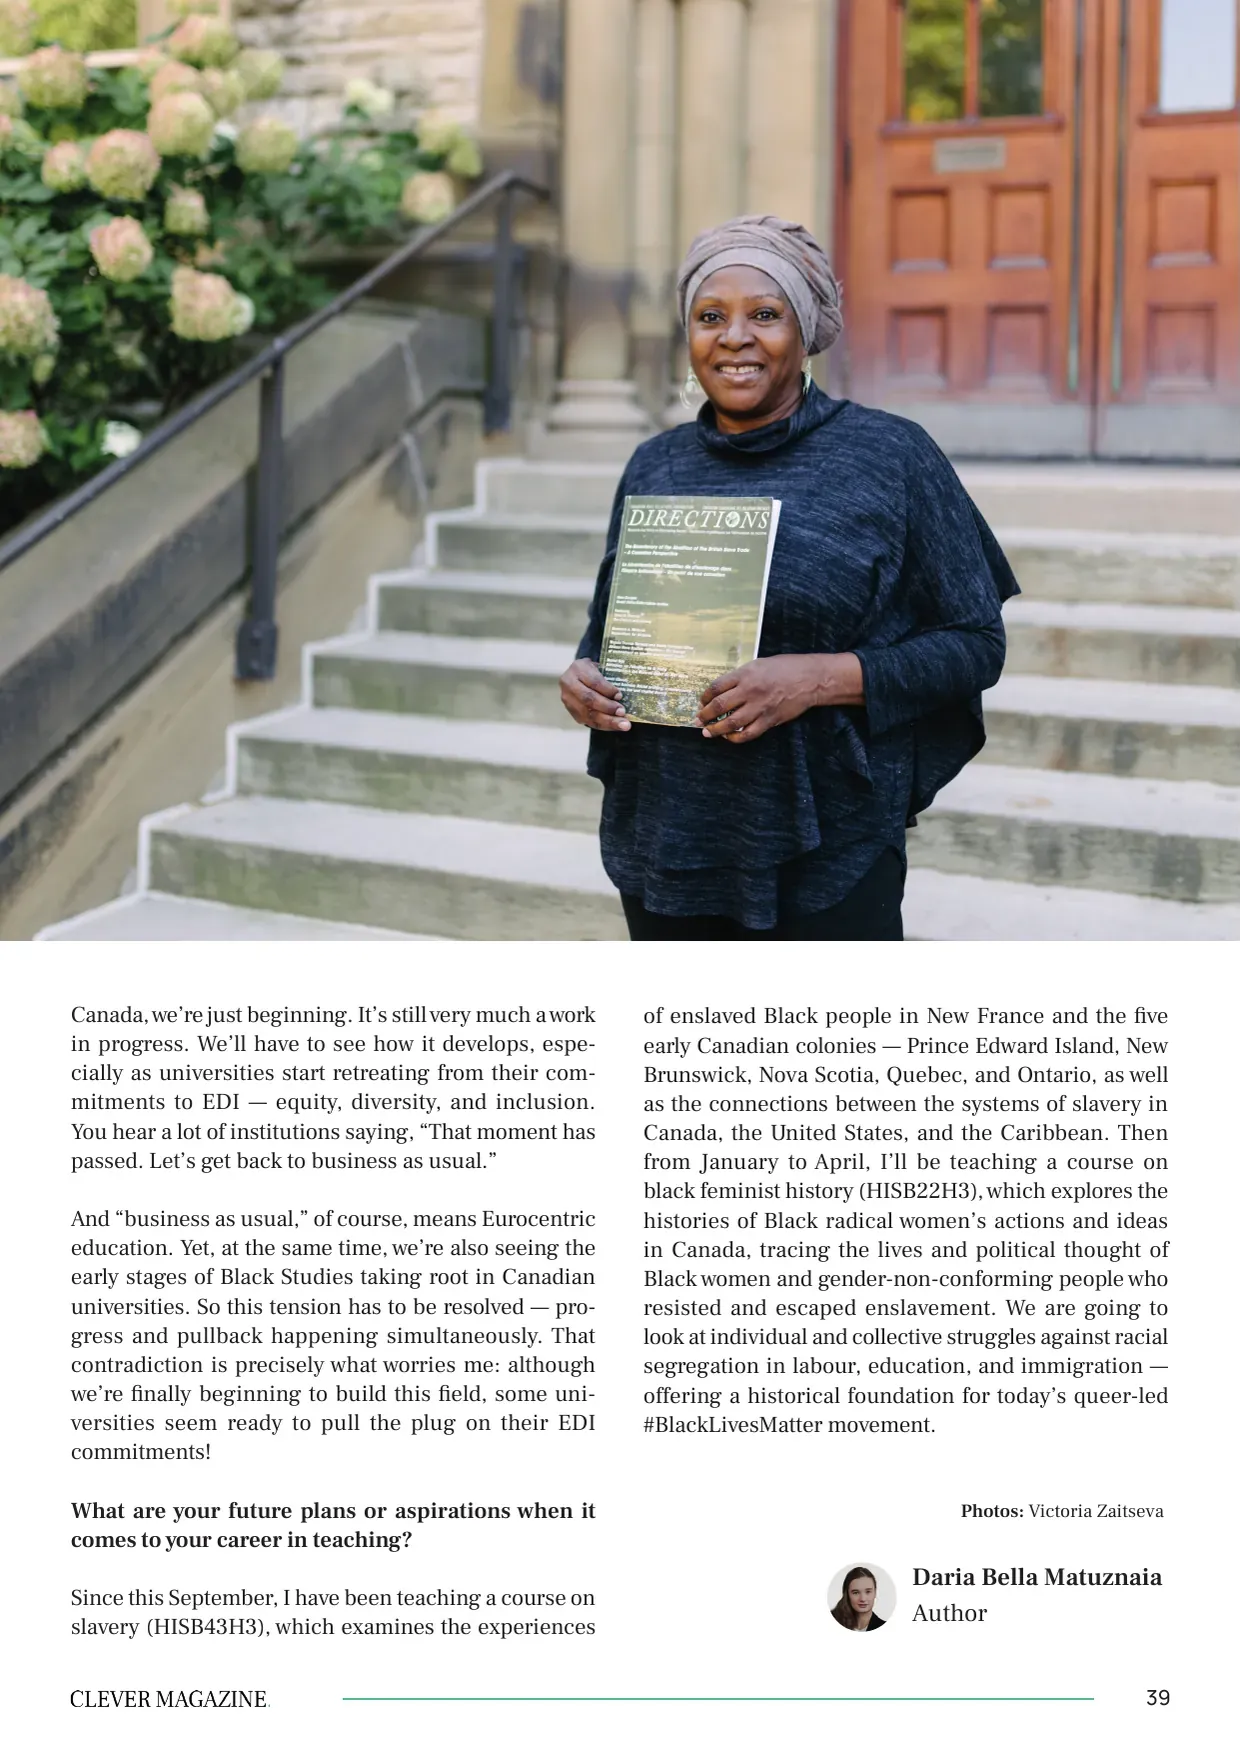 DIRECTIONS
The Bicentenary of the Abolition of The British Slave Trade
– A Canadian Perspective
Canada, we’re just beginning. It’s still very much a work
in progress. We’ll have to see how it develops, espe-
cially as universities start retreating from their com-
mitments to EDI — equity, diversity, and inclusion.
You hear a lot of institutions saying, “That moment has
passed. Let’s get back to business as usual.”
And “business as usual,” of course, means Eurocentric
education. Yet, at the same time, we’re also seeing the
early stages of Black Studies taking root in Canadian
universities. So this tension has to be resolved — pro-
gress and pullback happening simultaneously. That
contradiction is precisely what worries me: although
we’re finally beginning to build this field, some uni-
versities seem ready to pull the plug on their EDI
commitments!
What are your future plans or aspirations when it
comes to your career in teaching?
Since this September, I have been teaching a course on
slavery (HISB43H3), which examines the experiences
of enslaved Black people in New France and the five
early Canadian colonies — Prince Edward Island, New
Brunswick, Nova Scotia, Quebec, and Ontario, as well
as the connections between the systems of slavery in
Canada, the United States, and the Caribbean. Then
from January to April, I’ll be teaching a course on
black feminist history (HISB22H3), which explores the
histories of Black radical women’s actions and ideas
in Canada, tracing the lives and political thought of
Black women and gender-non-conforming people who
resisted and escaped enslavement. We are going to
look at individual and collective struggles against racial
segregation in labour, education, and immigration —
offering a historical foundation for today’s queer-led
#BlackLivesMatter movement.
Photos: Victoria Zaitseva
Daria Bella Matuznaia
Author
CLEVER MAGAZINE.
39